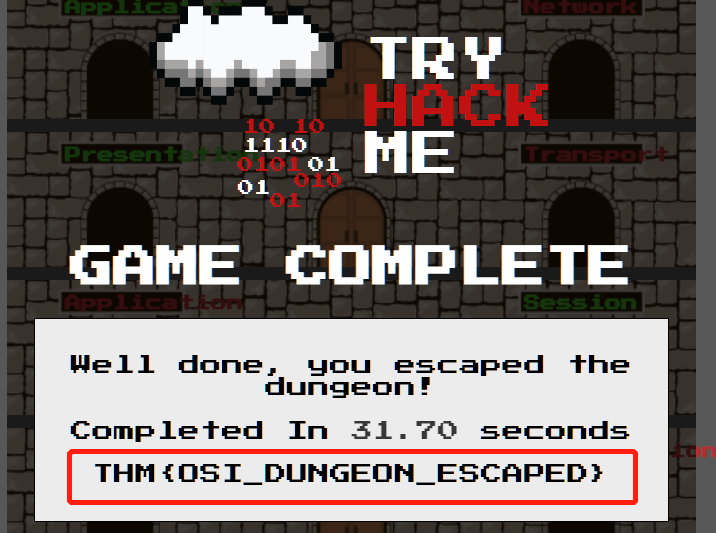 Application
Network
TRY
HACK
ME
10 10
1110
0101 01
01 010
01
Presentation
Transport
GAME COMPLETE
Application
Session
Well done, you escaped the
dungeon!
Completed In 31.70 seconds
THM{OSI_DUNGEON_ESCAPED}